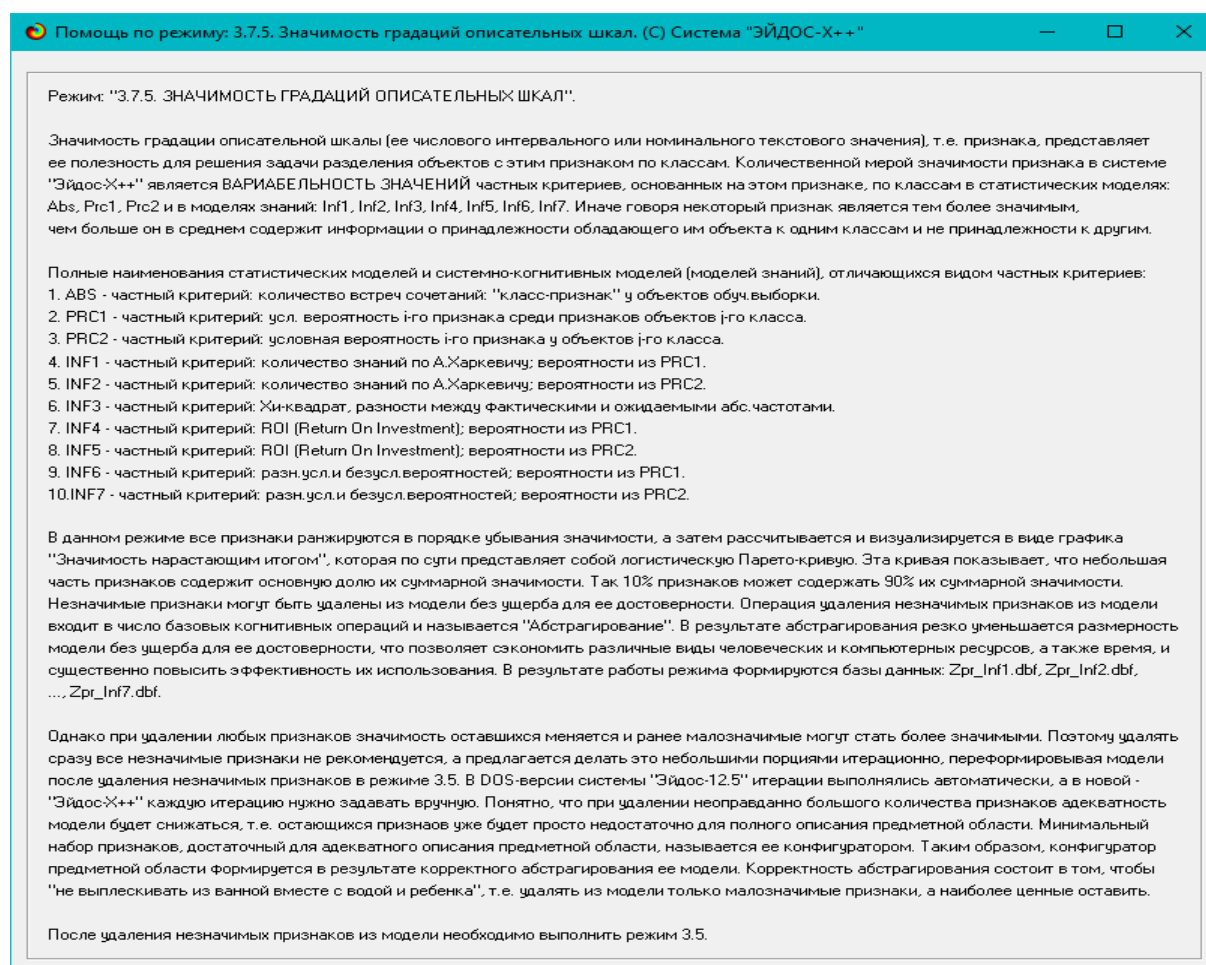 Помощь по режиму: 3.7.5. Значимость градаций описательных шкал. (C) Система "ЭЙДОС-X++"
Режим: "3.7.5. ЗНАЧИМОСТЬ ГРАДАЦИЙ ОПИСАТЕЛЬНЫХ ШКАЛ".
Значимость градации описательной шкалы (ее числового интервального или номинального текстового значения), т.е. признака, представляет
ее полезность для решения задачи разделения объектов с этим признаком по классам. Количественной мерой значимости признака в системе
"Эйдос-X++" является ВАРИАБЕЛЬНОСТЬ ЗНАЧЕНИЙ частных критериев, основанных на этом признаке, по классам в статистических моделях:
Abs, Prc1, Prc2 и в моделях знаний: Inf1, Inf2, Inf3, Inf4, Inf5, Inf6, Inf7. Иначе говоря некоторый признак является тем более значимым,
чем больше он в среднем содержит информации о принадлежности обладающего им объекта к одним классам и не принадлежности к другим.
Полные наименования статистических моделей и системно-когнитивных моделей (моделей знаний), отличающихся видом частных критериев:
1. ABS - частный критерий: количество встреч сочетаний: "класс-признак" у объектов обуч.выборки.
2. PRC1 - частный критерий: усл. вероятность i-го признака среди признаков объектов j-го класса.
3. PRC2 - частный критерий: условная вероятность i-го признака у объектов j-го класса.
4. INF1 - частный критерий: количество знаний по А.Харкевичу; вероятности из PRC1.
5. INF2 - частный критерий: количество знаний по А.Харкевичу; вероятности из PRC2.
6. INF3 - частный критерий: Хи-квадрат, разности между фактическими и ожидаемыми абс.частотами.
7. INF4 - частный критерий: ROI (Return On Investment); вероятности из PRC1.
8. INF5 - частный критерий: ROI (Return On Investment); вероятности из PRC2.
9. INF6 - частный критерий: разн.усл.и безусл.вероятностей; вероятности из PRC1.
10.INF7 - частный критерий: разн.усл.и безусл.вероятностей; вероятности из PRC2.
В данном режиме все признаки ранжируются в порядке убывания значимости, а затем рассчитывается и визуализируется в виде графика
"Значимость нарастающим итогом", которая по сути представляет собой логистическую Парето-кривую. Эта кривая показывает, что небольшая
часть признаков содержит основную долю их суммарной значимости. Так 10% признаков может содержать 90% их суммарной значимости.
Незначимые признаки могут быть удалены из модели без ущерба для ее достоверности. Операция удаления незначимых признаков из модели
входит в число базовых когнитивных операций и называется "Абстрагирование". В результате абстрагирования резко уменьшается размерность
модели без ущерба для ее достоверности, что позволяет сэкономить различные виды человеческих и компьютерных ресурсов, а также время, и
существенно повысить эффективность их использования. В результате работы режима формируются базы данных: Zpr_Inf1.dbf, Zpr_Inf2.dbf,
..., Zpr_Inf7.dbf.
Однако при удалении любых признаков значимость оставшихся меняется и ранее малозначимые могут стать более значимыми. Поэтому удалять
сразу все незначимые признаки не рекомендуется, а предлагается делать это небольшими порциями итерационно, переформировывая модели
после удаления незначимых признаков в режиме 3.5. В DOS-версии системы "Эйдос-12.5" итерации выполнялись автоматически, а в новой -
"Эйдос-X++" каждую итерацию нужно задавать вручную. Понятно, что при удалении неоправданно большого количества признаков адекватность
модели будет снижаться, т.е. остающихся признаов уже будет просто недостаточно для полного описания предметной области. Минимальный
набор признаков, достаточный для адекватного описания предметной области, называется ее конфигуратором. Таким образом, конфигуратор
предметной области формируется в результате корректного абстрагирования ее модели. Корректность абстрагирования состоит в том, чтобы
"не выплескивать из ванной вместе с водой и ребенка", т.е. удалять из модели только малозначимые признаки, а наиболее ценные оставить.
После удаления незначимых признаков из модели необходимо выполнить режим 3.5.